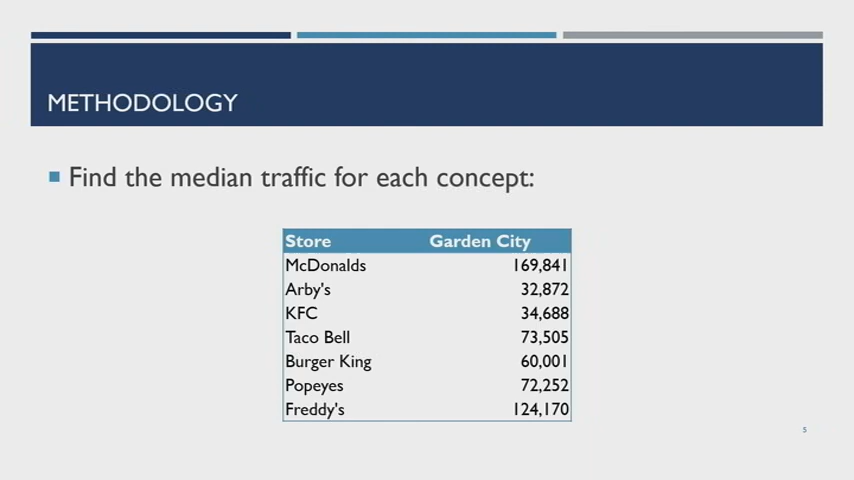 METHODOLOGY
Find the median traffic for each concept:
Store Garden City
McDonalds 169,841
Arby's 32,872
KFC 34,688
Taco Bell 73,505
Burger King 60,001
Popeyes 72,252
Freddy's 124,170
5